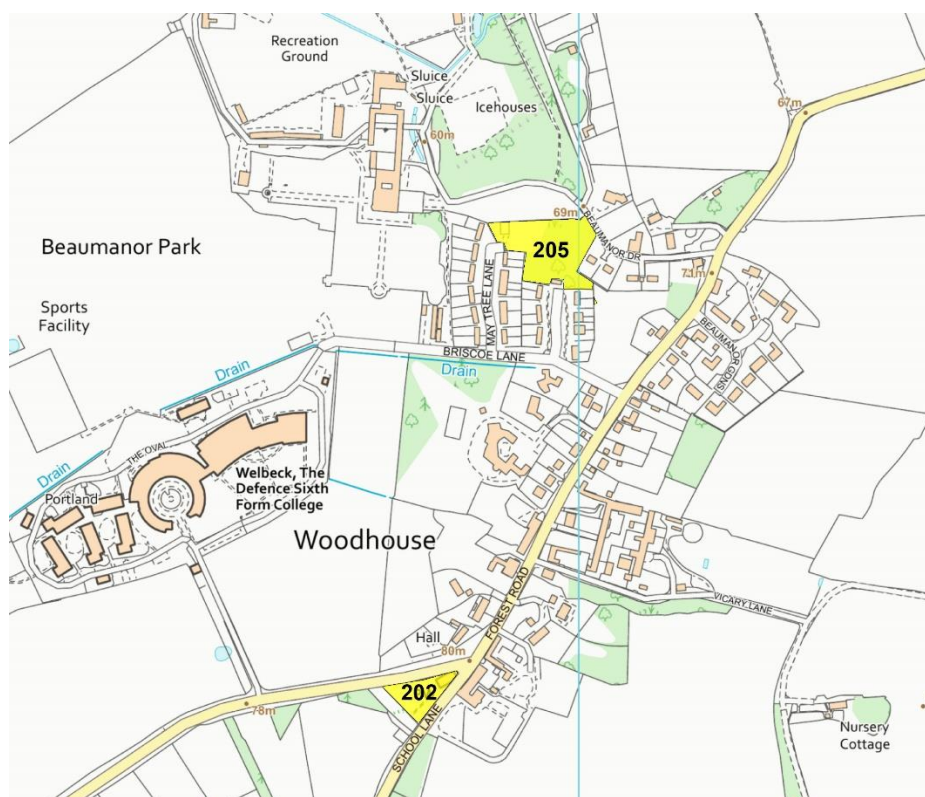 Recreation
Ground
Sluice
Sluice
Icehouses
60m
67m
69m
BEAUMANOR DR
205
71m
Beaumanor Park
MAY TREE LANE
Sports
Facility
BEAUMANOR GDNS
BRISCOE LANE
Drain
Drain
THE OVAL
Welbeck, The
Defence Sixth
Form College
Drain
Portland
Woodhouse
FOREST ROAD
VICARY LANE
Hall
80m
202
78m
SCHOOL LANE
Nursery
Cottage